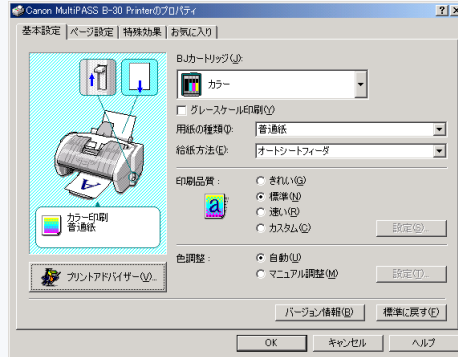 Canon MultiPASS B-30 Printerのプロパティ
基本設定 ページ設定 特殊効果 お気に入り
BJカートリッジ(J):
カラー
グレースケール印刷(Y)
用紙の種類(I): 普通紙
給紙方法(E): オートシートフィーダ
印刷品質:
きれい(G)
標準(N)
速い(R)
カスタム(C) 設定(S)...
a
カラー印刷
普通紙
色調整:
自動(U)
マニュアル調整(M) 設定(T)...
プリントアドバイザー(V)...
バージョン情報(B) 標準に戻す(F)
OK キャンセル ヘルプ